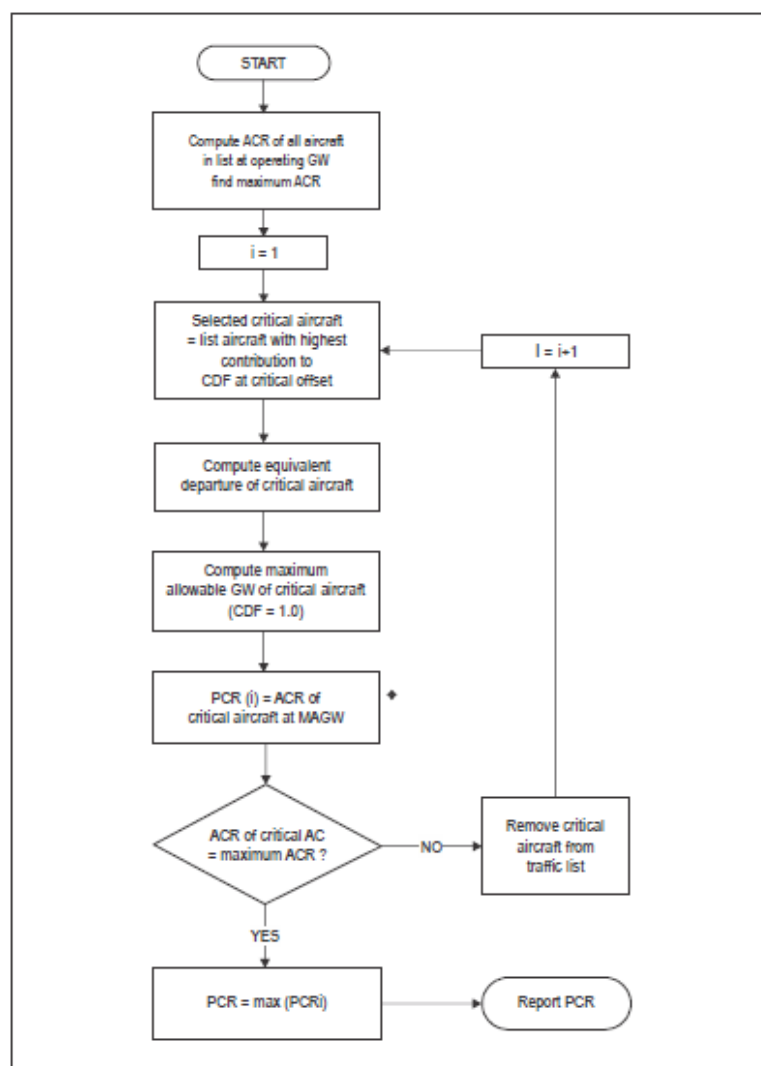 START
Compute ACR of all aircraft
in list at operating GW
find maximum ACR
i = 1
Selected critical aircraft
= list aircraft with highest
contribution to
CDF at critical offset
I = i+1
Compute equivalent
departure of critical aircraft
Compute maximum
allowable GW of critical aircraft
(CDF = 1.0)
PCR (i) = ACR of
critical aircraft at MAGW
ACR of critical AC
= maximum ACR ?
NO
Remove critical
aircraft from
traffic list
YES
PCR = max (PCRi)
Report PCR